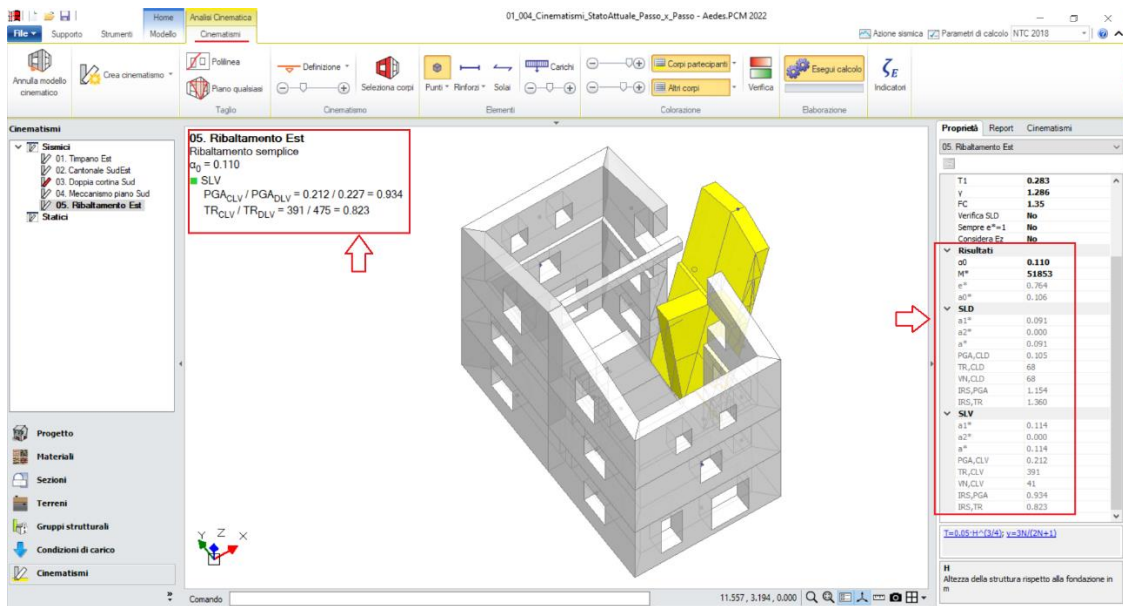 01_004_Cinematismi_StatoAttuale_Passo_x_Passo - Aedes.PCM 2022
Home
Analisi Cinematica
File
Supporto
Strumenti
Modello
Cinematismi
Azione sismica
Parametri di calcolo
NTC 2018
Annulla modello cinematico
Crea cinematismo
Polilinea
Piano qualsiasi
Taglio
Definizione
Seleziona corpi
Cinematismo
Punti
Rinforzi
Solai
Carichi
Elementi
Corpi partecipanti
Altri corpi
Verifica
Colorazione
Esegui calcolo
Elaborazione
ζE
Indicatori
Cinematismi
Sismici
01. Timpano Est
02. Cantonale SudEst
03. Doppia cortina Sud
04. Meccanismo piano Sud
05. Ribaltamento Est
Statici
Progetto
Materiali
Sezioni
Terreni
Gruppi strutturali
Condizioni di carico
Cinematismi
05. Ribaltamento Est
Ribaltamento semplice
α0 = 0.110
SLV
PGACLV / PGADLV = 0.212 / 0.227 = 0.934
TRCLV / TRDLV = 391 / 475 = 0.823
Y Z X
Comando
11.557 , 3.194 , 0.000
Proprietà
Report
Cinematismi
05. Ribaltamento Est
T1 0.283
γ 1.286
FC 1.35
Verifica SLD No
Sempre e*=1 No
Considera Ez No
Risultati
α0 0.110
M* 51853
e* 0.764
a0* 0.106
SLD
a1* 0.091
a2* 0.000
a* 0.091
PGA,CLD 0.105
TR,CLD 68
VN,CLD 68
IRS,PGA 1.154
IRS,TR 1.360
SLV
a1* 0.114
a2* 0.000
a* 0.114
PGA,CLV 0.212
TR,CLV 391
VN,CLV 41
IRS,PGA 0.934
IRS,TR 0.823
T=0.05·H^(3/4); γ=3N/(2N+1)
H
Altezza della struttura rispetto alla fondazione in
m